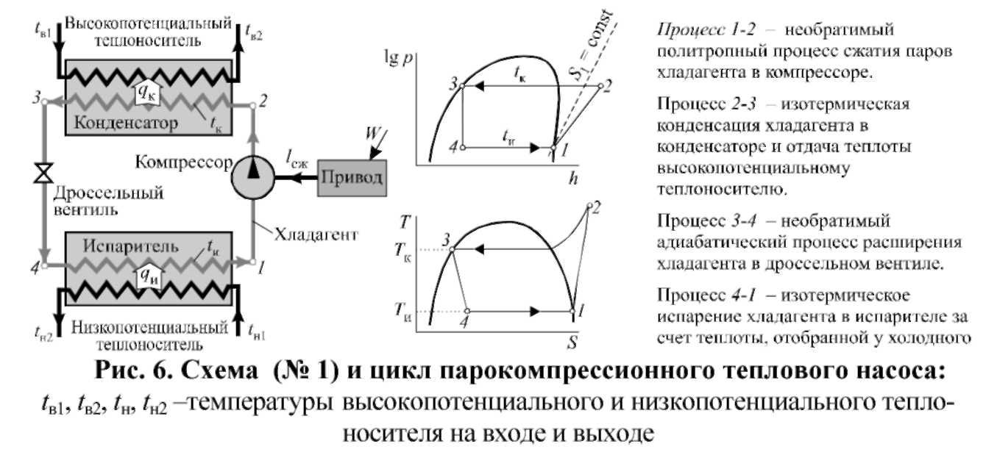 tв1
Высокопотенциальный
теплоноситель
tв2
qк
3
2
Конденсатор
tк
Компрессор
lсж
W
Привод
Дроссельный
вентиль
Хладагент
Испаритель
tи
4
1
qи
tн2
Низкопотенциальный
теплоноситель
tн1
lg p
S1 = const
3
tк
2
4
tи
1
h
T
2
3
Tк
Tи
4
1
S
Процесс 1-2 – необратимый
политропный процесс сжатия паров
хладагента в компрессоре.
Процесс 2-3 – изотермическая
конденсация хладагента в
конденсаторе и отдача теплоты
высокопотенциальному
теплоносителю.
Процесс 3-4 – необратимый
адиабатический процесс расширения
хладагента в дроссельном вентиле.
Процесс 4-1 – изотермическое
испарение хладагента в испарителе за
счет теплоты, отобранной у холодного
Рис. 6. Схема (№ 1) и цикл парокомпрессионного теплового насоса:
tв1, tв2, tн, tн2 –температуры высокопотенциального и низкопотенциального тепло-
носителя на входе и выходе